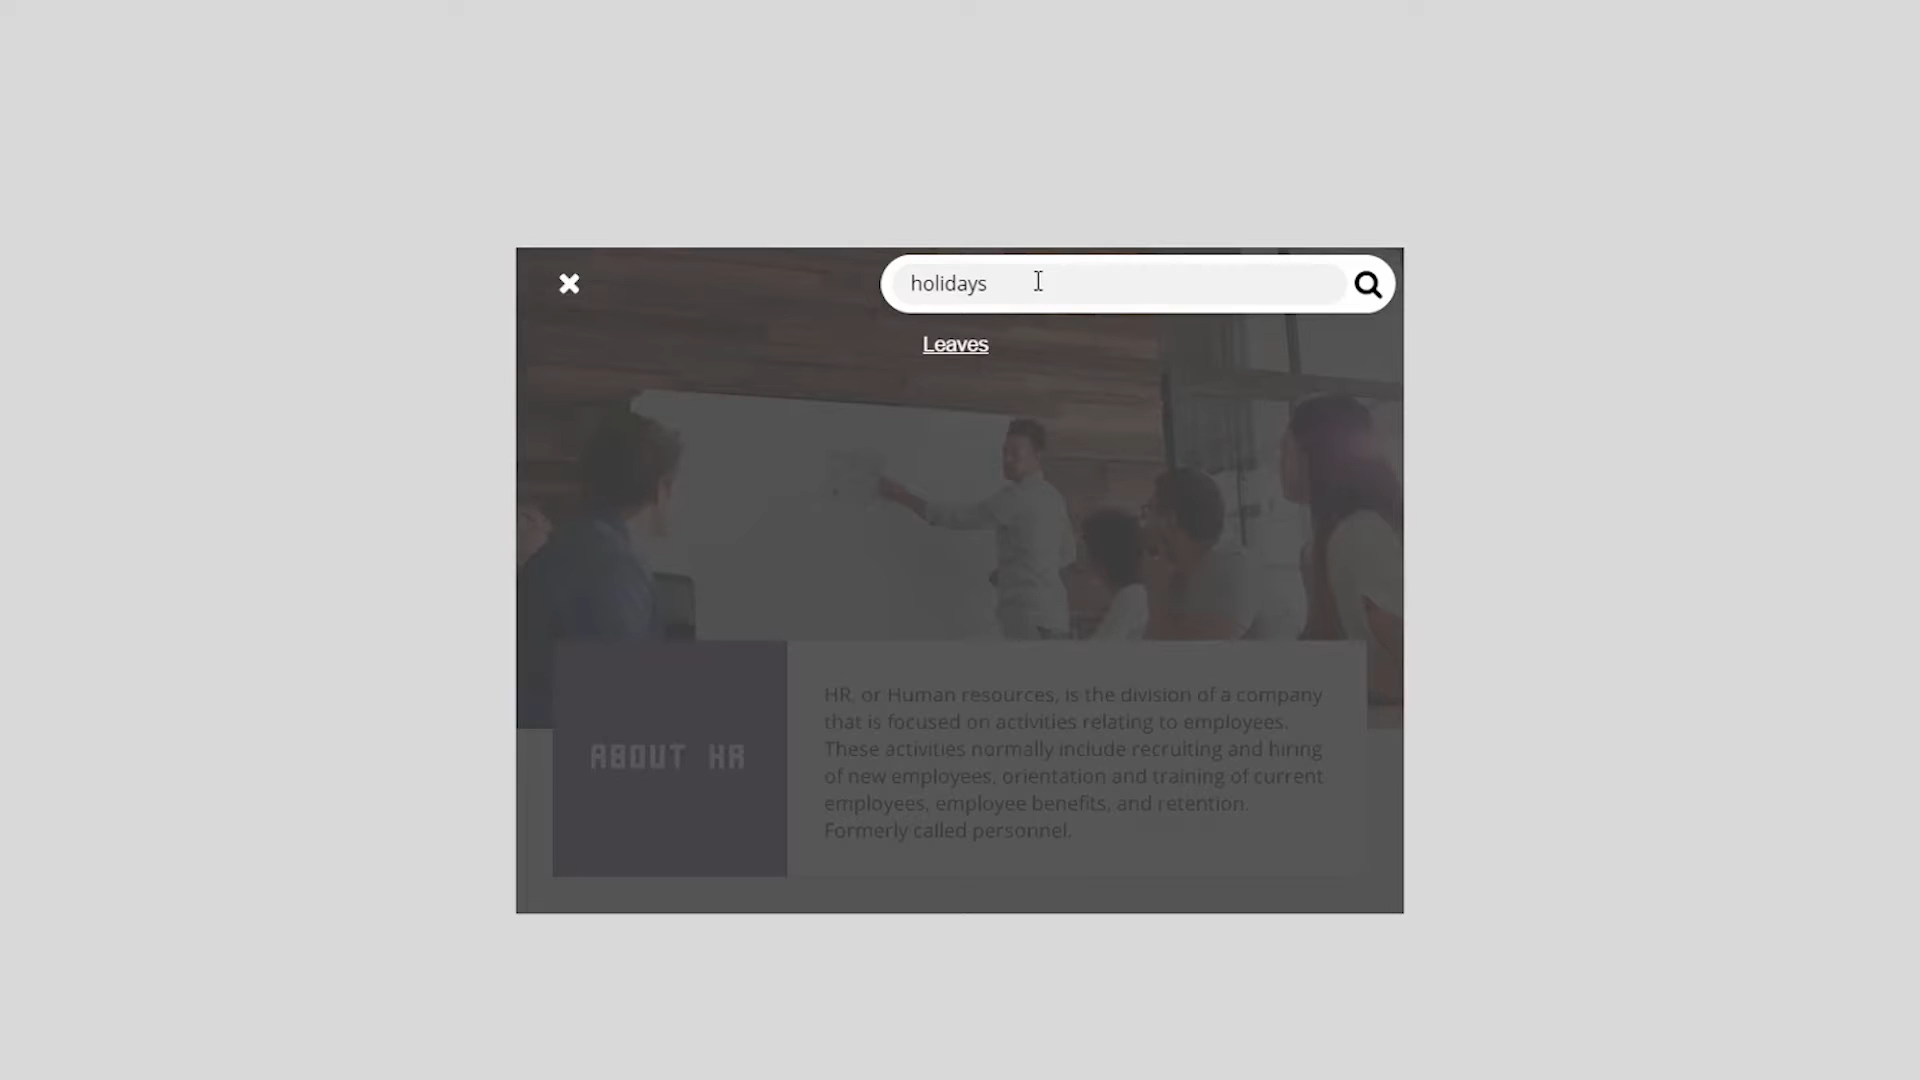 holidays
Leaves
ABOUT HR
HR, or Human resources, is the division of a company
that is focused on activities relating to employees.
These activities normally include recruiting and hiring
of new employees, orientation and training of current
employees, employee benefits, and retention.
Formerly called personnel.